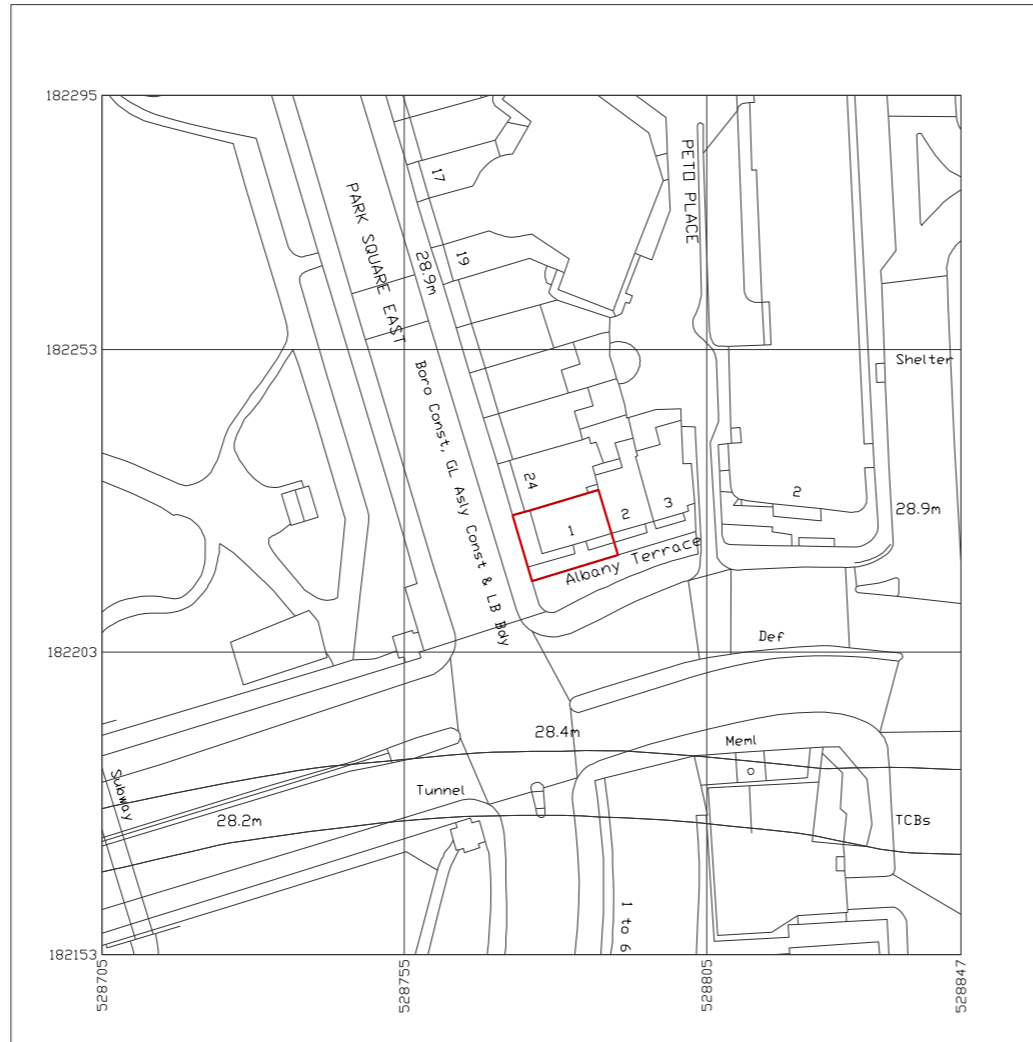 182295
PETO PLACE
17
PARK SQUARE EAST
19
28.9m
182253
Shelter
Boro Const, GL Asly Const & LB Bdy
24
2
3
2
28.9m
1
Albany Terrace
Def
182203
28.4m
Meml
Subway
Tunnel
28.2m
TCBs
1 to 6
182153
528705
528755
528805
528847